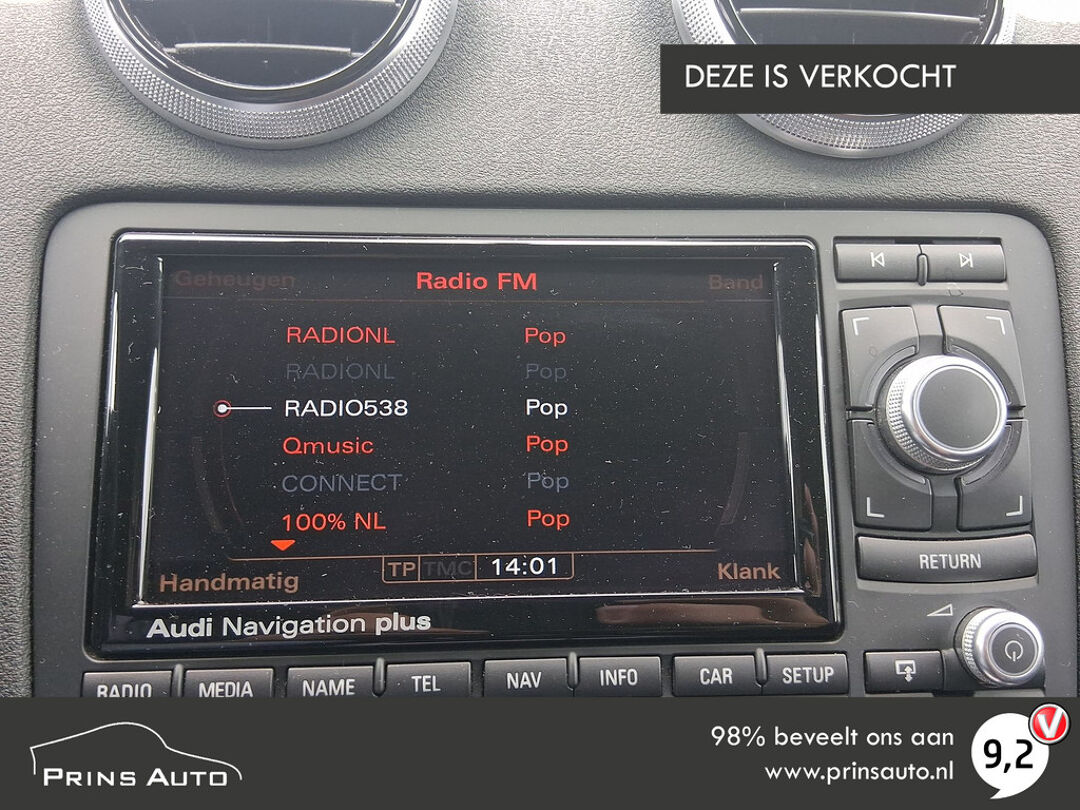 DEZE IS VERKOCHT
Geheugen Radio FM Band
RADIONL Pop
RADIONL Pop
RADIO538 Pop
Qmusic Pop
CONNECT Pop
100% NL Pop
Handmatig TP TMC 14:01 Klank
RETURN
Audi Navigation plus
RADIO MEDIA NAME TEL NAV INFO CAR SETUP
PRINS AUTO
98% beveelt ons aan
www.prinsauto.nl
9,2
V